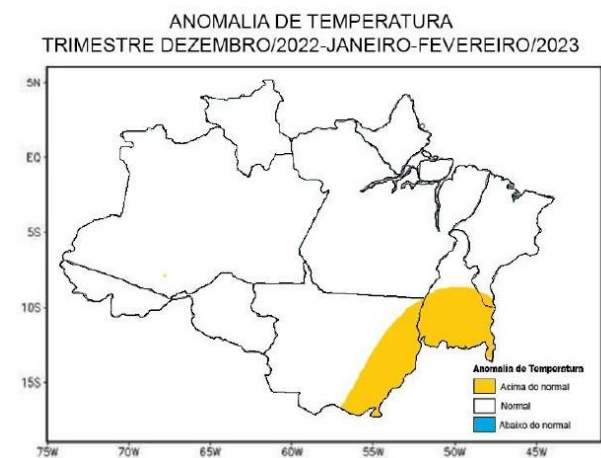 ANOMALIA DE TEMPERATURA
TRIMESTRE DEZEMBRO/2022-JANEIRO-FEVEREIRO/2023
5N
EQ
5S
10S
15S
75W 70W 65W 60W 55W 50W 45W
Anomalia de Temperatura
Acima do normal
Normal
Abaixo do normal